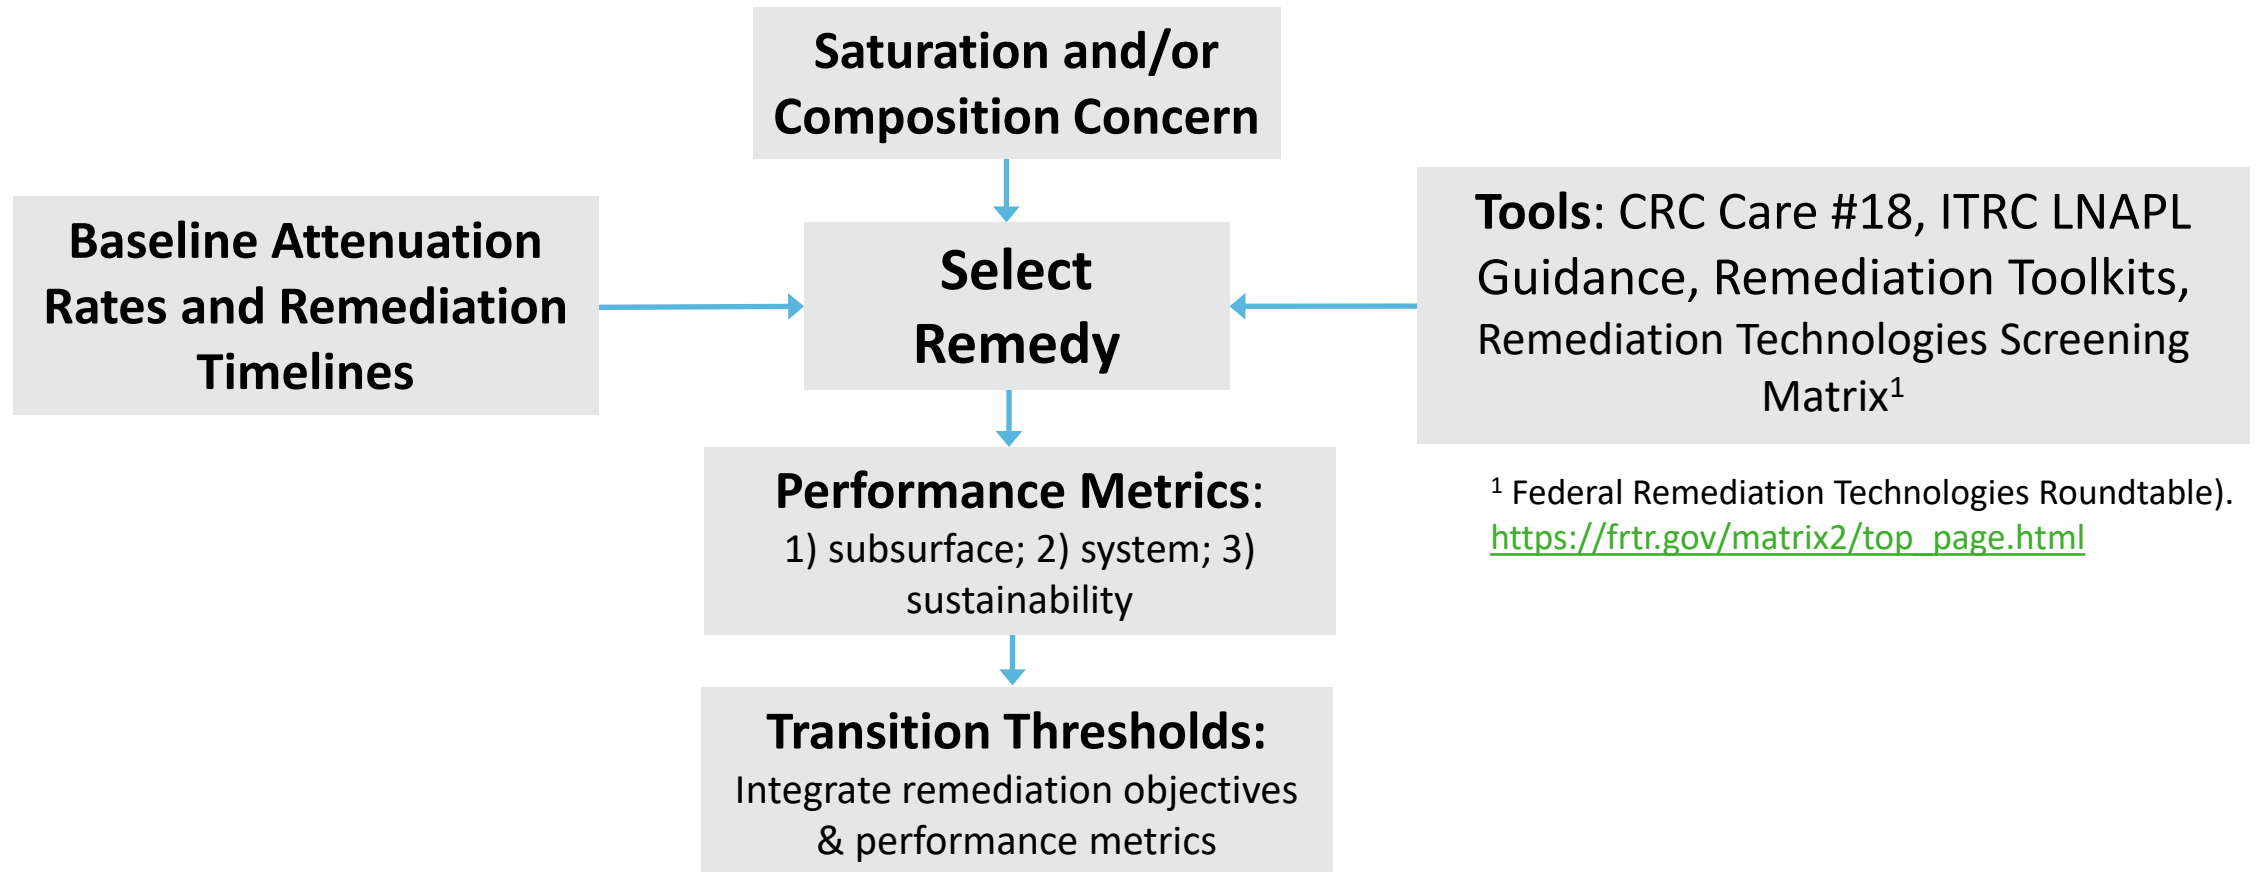 Saturation and/or
Composition Concern
Baseline Attenuation
Rates and Remediation
Timelines
Select
Remedy
Tools: CRC Care #18, ITRC LNAPL
Guidance, Remediation Toolkits,
Remediation Technologies Screening
Matrix¹
Performance Metrics:
1) subsurface; 2) system; 3)
sustainability
¹ Federal Remediation Technologies Roundtable).
https://frtr.gov/matrix2/top_page.html
Transition Thresholds:
Integrate remediation objectives
& performance metrics